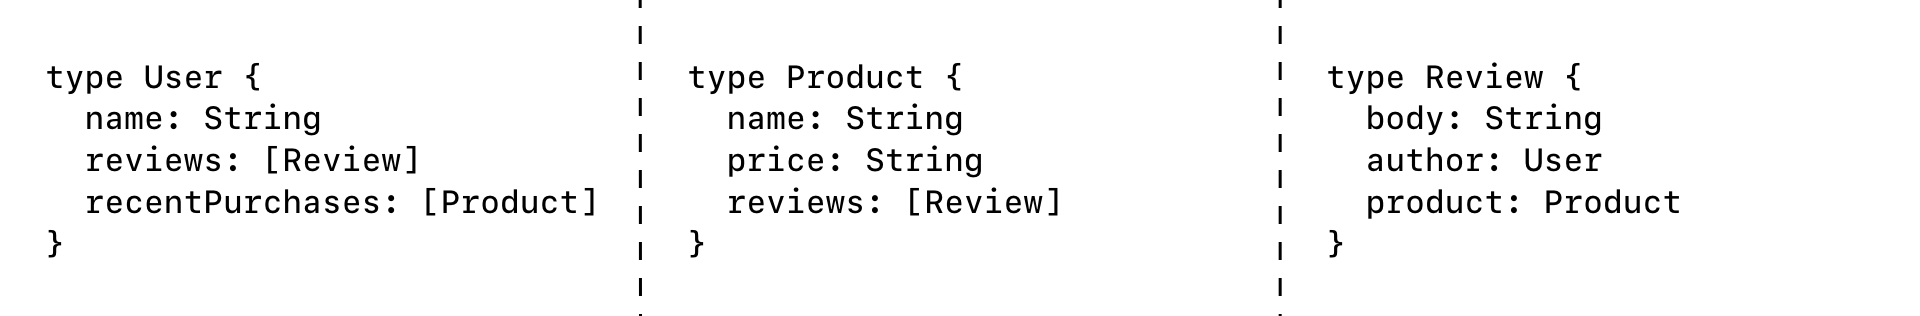 type User {
  name: String
  reviews: [Review]
  recentPurchases: [Product]
}
type Product {
  name: String
  price: String
  reviews: [Review]
}
type Review {
  body: String
  author: User
  product: Product
}